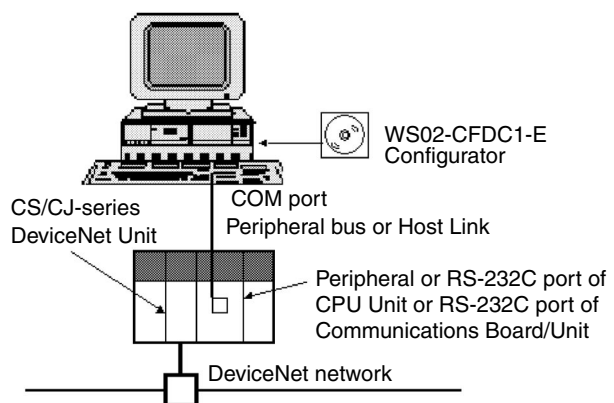 WS02-CFDC1-E
Configurator
COM port
Peripheral bus or Host Link
CS/CJ-series
DeviceNet Unit
Peripheral or RS-232C port of
CPU Unit or RS-232C port of
Communications Board/Unit
DeviceNet network